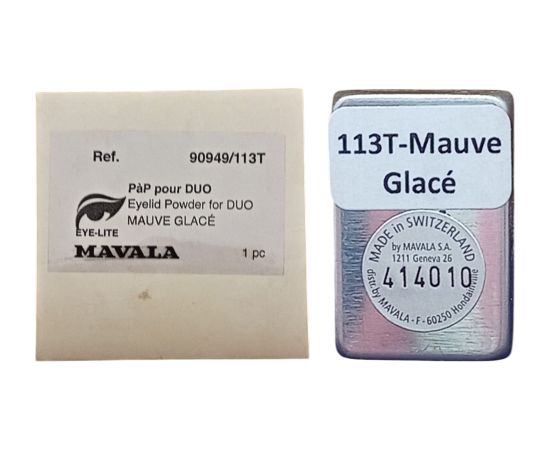 Ref. 90949/113T
PàP pour DUO
Eyelid Powder for DUO
MAUVE GLACÉ
EYE-LITE
MAVALA 1 pc
113T-Mauve
Glacé
MADE IN SWITZERLAND
by MAVALA S.A.
1211 Geneva 26
414010
distr. by MAVALA - F - 60250 Hondainville